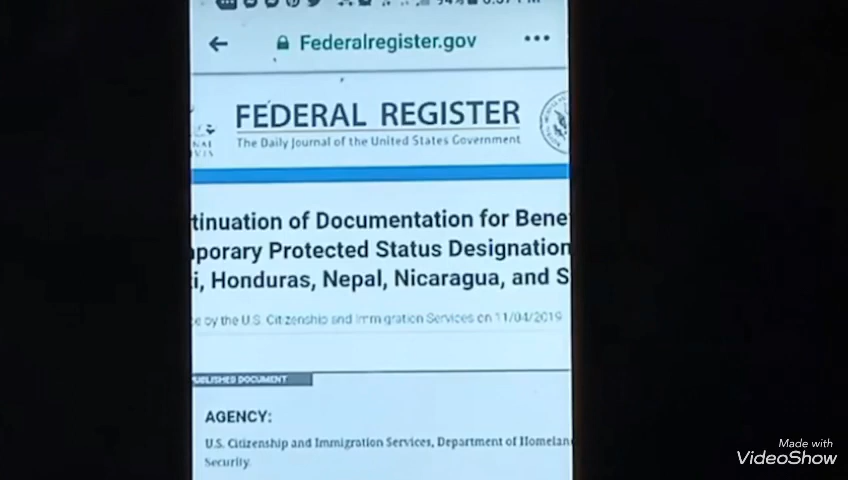 Federalregister.gov
FEDERAL REGISTER
The Daily Journal of the United States Government
tinuation of Documentation for Bene
porary Protected Status Designation
i, Honduras, Nepal, Nicaragua, and S
e by the U.S. Citizenship and Immigration Services on 11/04/2019
UBLISHED DOCUMENT
AGENCY:
U.S. Citizenship and Immigration Services, Department of Homelan
Security.
Made with
VideoShow